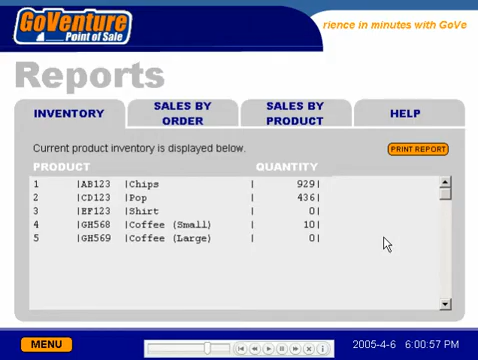 GoVenture
Point of Sale
rience in minutes with GoVe
Reports
INVENTORY
SALES BY
ORDER
SALES BY
PRODUCT
HELP
Current product inventory is displayed below.
PRINT REPORT
PRODUCT QUANTITY
1 |AB123 |Chips | 929|
2 |CD123 |Pop | 436|
3 |EF123 |Shirt | 0|
4 |GH568 |Coffee (Small) | 10|
5 |GH569 |Coffee (Large) | 0|
MENU
2005-4-6 6:00:57 PM